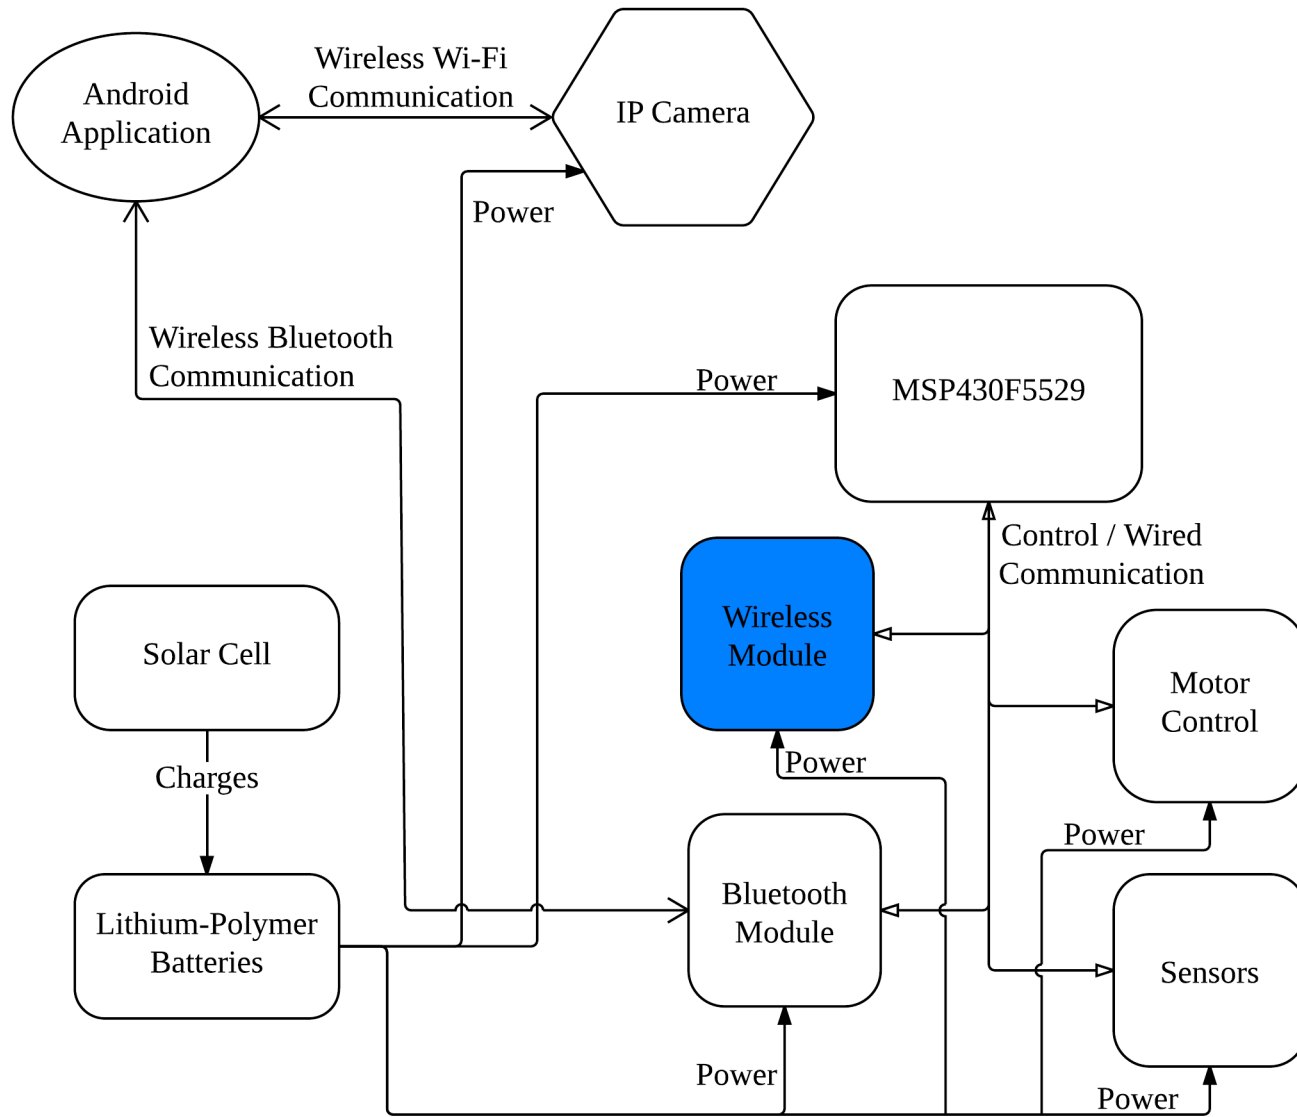 Android
Application
Wireless Wi-Fi
Communication
IP Camera
Power
Wireless Bluetooth
Communication
Power
MSP430F5529
Control / Wired
Communication
Wireless
Module
Solar Cell
Motor
Control
Charges
Power
Power
Lithium-Polymer
Batteries
Bluetooth
Module
Sensors
Power
Power